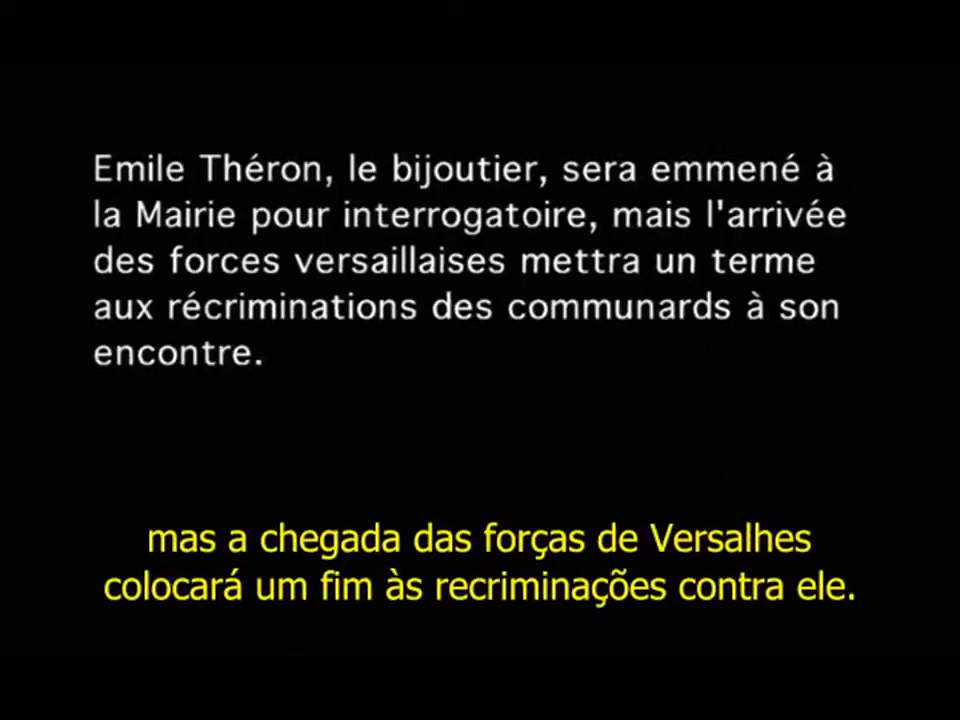 Emile Théron, le bijoutier, sera emmené à
la Mairie pour interrogatoire, mais l'arrivée
des forces versaillaises mettra un terme
aux récriminations des communards à son
encontre.
mas a chegada das forças de Versalhes
colocará um fim às recriminações contra ele.